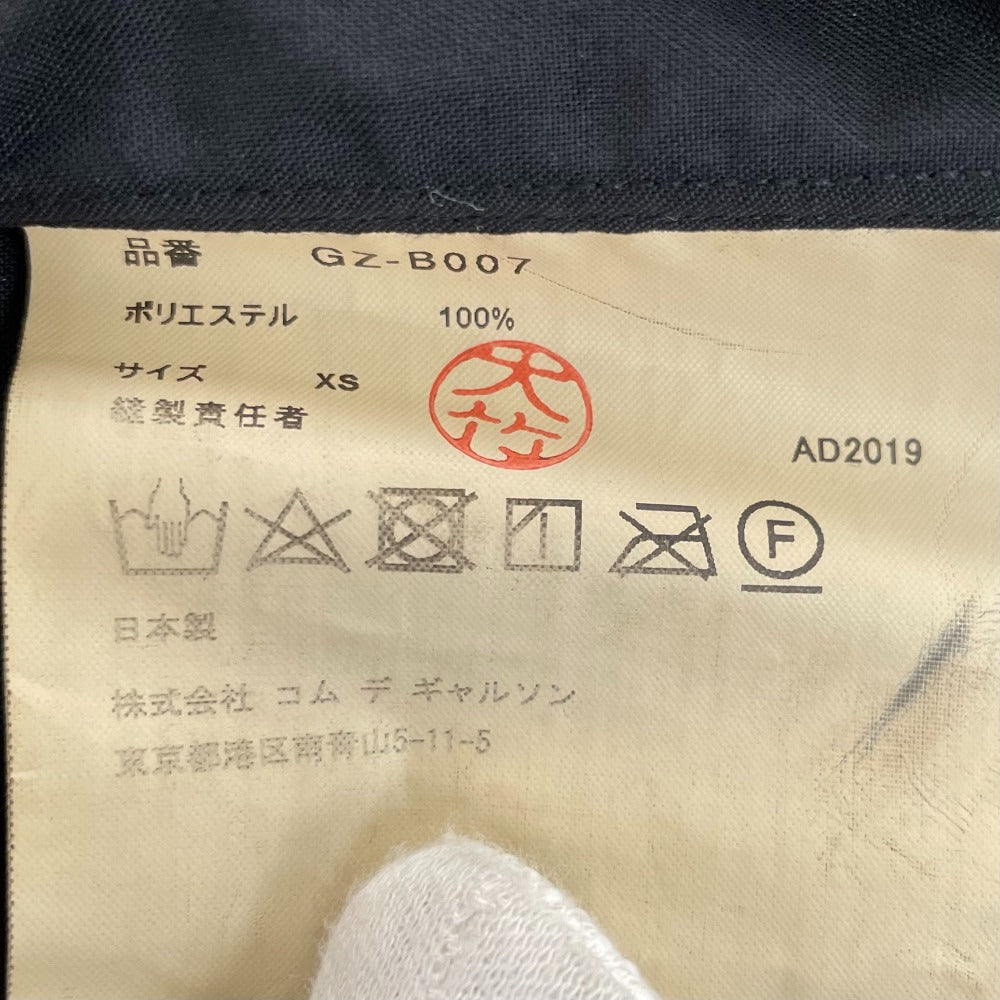 品番 GZ-B007
ポリエステル 100%
サイズ XS
縫製責任者 大竹
AD2019
F
日本製
株式会社 コム デ ギャルソン
東京都港区南青山5-11-5